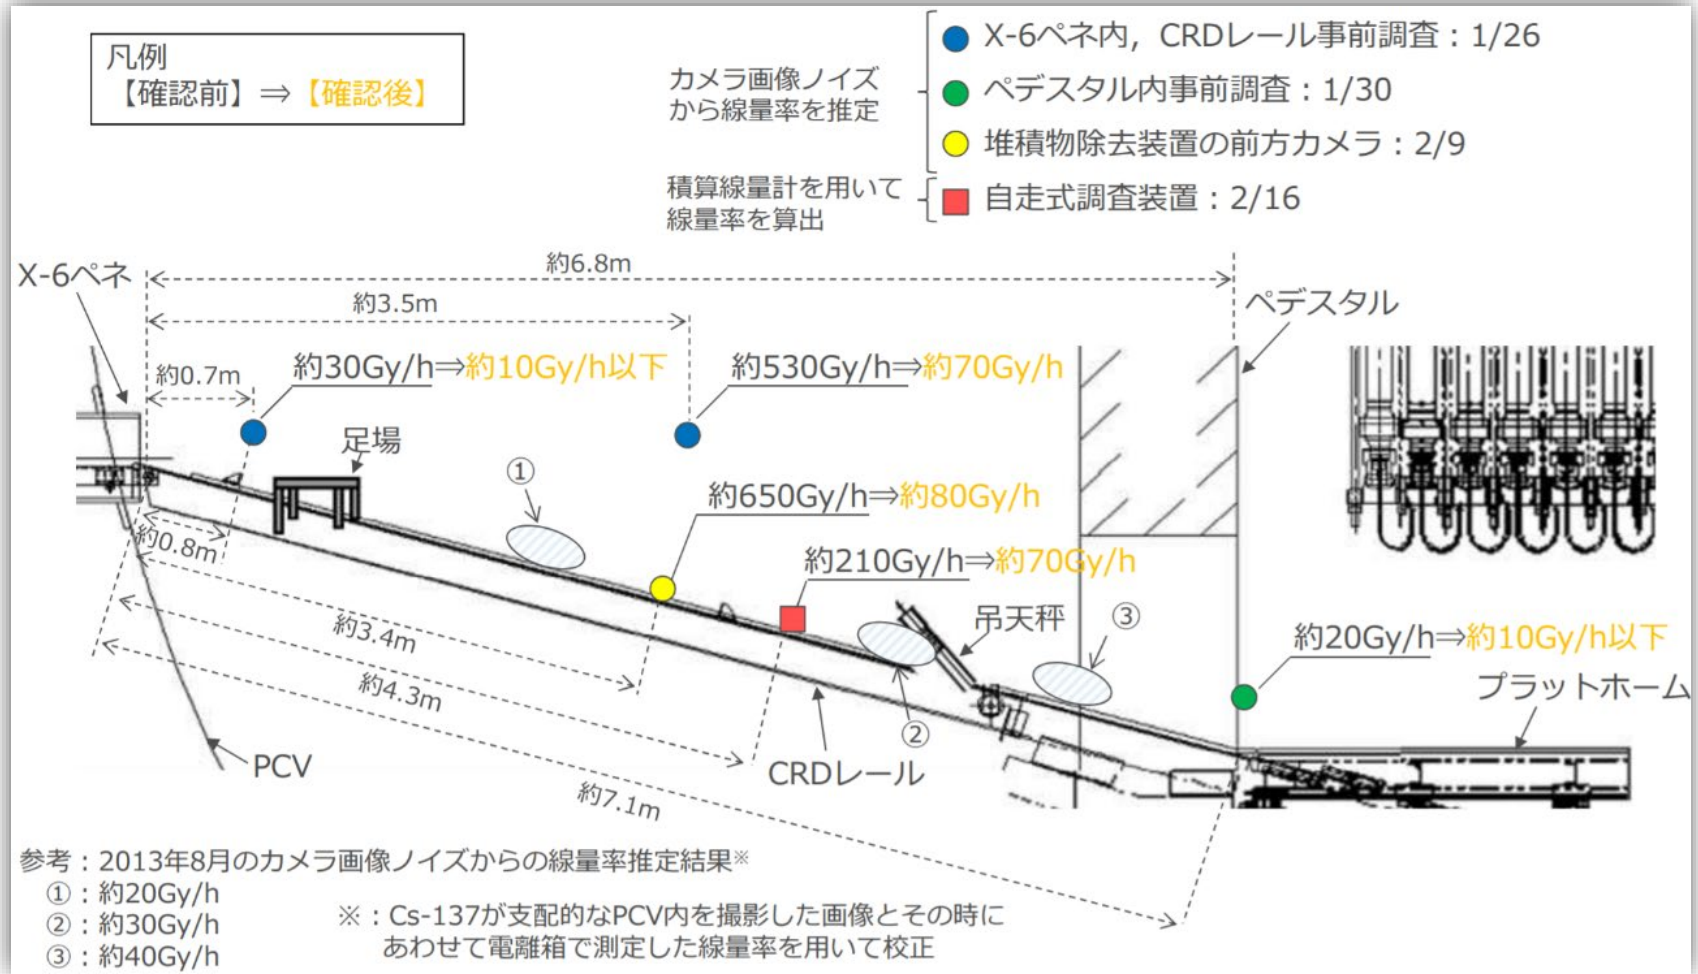 凡例
【確認前】⇒【確認後】
カメラ画像ノイズ
から線量率を推定
X-6ペネ内，CRDレール事前調査：1/26
ペデスタル内事前調査：1/30
堆積物除去装置の前方カメラ：2/9
積算線量計を用いて
線量率を算出
自走式調査装置：2/16
X-6ペネ
約6.8m
ペデスタル
約3.5m
約0.7m
約30Gy/h⇒約10Gy/h以下
約530Gy/h⇒約70Gy/h
足場
①
約650Gy/h⇒約80Gy/h
約0.8m
約210Gy/h⇒約70Gy/h
吊天秤
③
約3.4m
約20Gy/h⇒約10Gy/h以下
約4.3m
プラットホーム
②
PCV
CRDレール
約7.1m
参考：2013年8月のカメラ画像ノイズからの線量率推定結果※
①：約20Gy/h
②：約30Gy/h
③：約40Gy/h
※：Cs-137が支配的なPCV内を撮影した画像とその時に
あわせて電離箱で測定した線量率を用いて校正